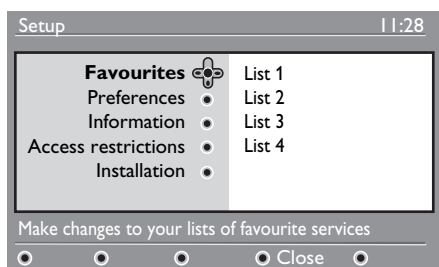 Setup 11:28
Favourites List 1
Preferences List 2
Information List 3
Access restrictions List 4
Installation
Make changes to your lists of favourite services
Close